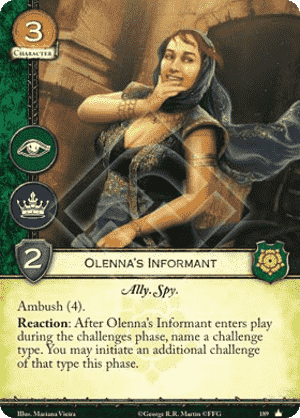 3
CHARACTER
2
OLENNA'S INFORMANT
Ally. Spy.
Ambush (4).
Reaction: After Olenna's Informant enters play
during the challenges phase, name a challenge
type. You may initiate an additional challenge
of that type this phase.
Illus. Mariana Vieira ©George R.R. Martin ©FFG 189